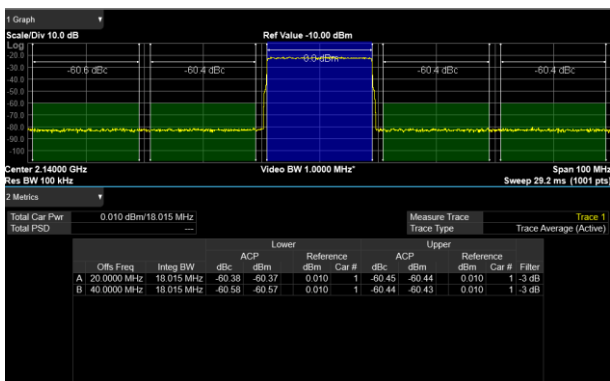 1 Graph
Scale/Div 10.0 dB Ref Value -10.00 dBm
Log
-20.0
-30.0
-40.0
-50.0
-60.0
-70.0
-80.0
-90.0
-100
-60.6 dBc -60.4 dBc 0.0 dBm -60.4 dBc -60.4 dBc
Center 2.14000 GHz Video BW 1.0000 MHz* Span 100 MHz
Res BW 100 kHz Sweep 29.2 ms (1001 pts)
2 Metrics
Total Car Pwr 0.010 dBm/18.015 MHz Measure Trace Trace 1
Total PSD --- Trace Type Trace Average (Active)
Lower Upper
ACP Reference ACP Reference
Offs Freq Integ BW dBc dBm dBm Car # dBc dBm dBm Car # Filter
A 20.0000 MHz 18.015 MHz -60.38 -60.37 0.010 1 -60.45 -60.44 0.010 1 -3 dB
B 40.0000 MHz 18.015 MHz -60.58 -60.57 0.010 1 -60.44 -60.43 0.010 1 -3 dB